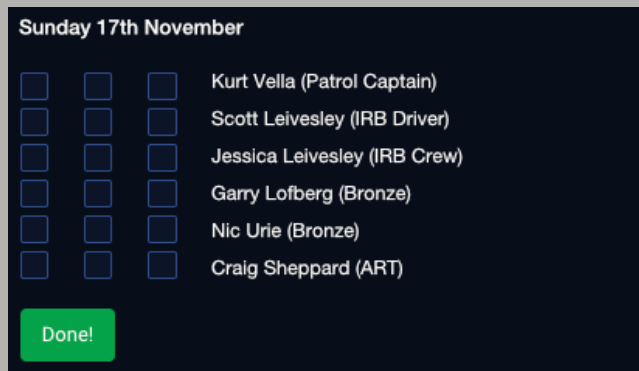 Sunday 17th November
Kurt Vella (Patrol Captain)
Scott Leivesley (IRB Driver)
Jessica Leivesley (IRB Crew)
Garry Lofberg (Bronze)
Nic Urie (Bronze)
Craig Sheppard (ART)
Done!